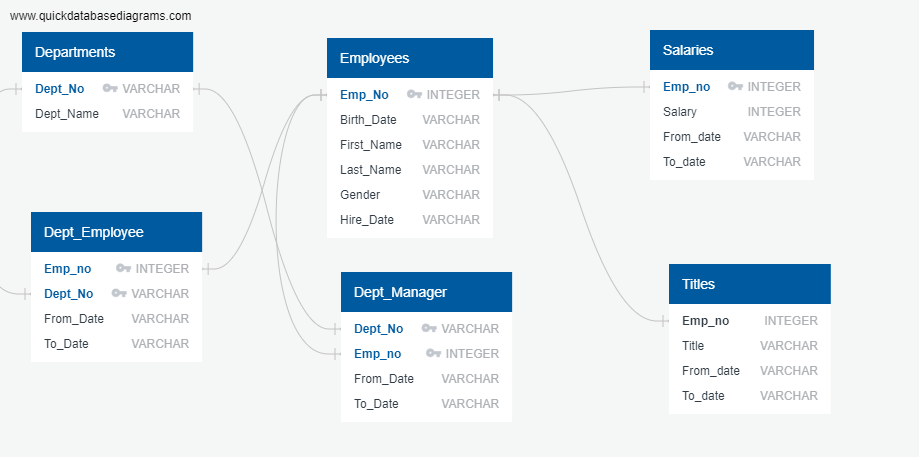 www.quickdatabasediagrams.com
Departments
Dept_No VARCHAR
Dept_Name VARCHAR
Employees
Emp_No INTEGER
Birth_Date VARCHAR
First_Name VARCHAR
Last_Name VARCHAR
Gender VARCHAR
Hire_Date VARCHAR
Salaries
Emp_no INTEGER
Salary INTEGER
From_date VARCHAR
To_date VARCHAR
Dept_Employee
Emp_no INTEGER
Dept_No VARCHAR
From_Date VARCHAR
To_Date VARCHAR
Dept_Manager
Dept_No VARCHAR
Emp_no INTEGER
From_Date VARCHAR
To_Date VARCHAR
Titles
Emp_no INTEGER
Title VARCHAR
From_date VARCHAR
To_date VARCHAR